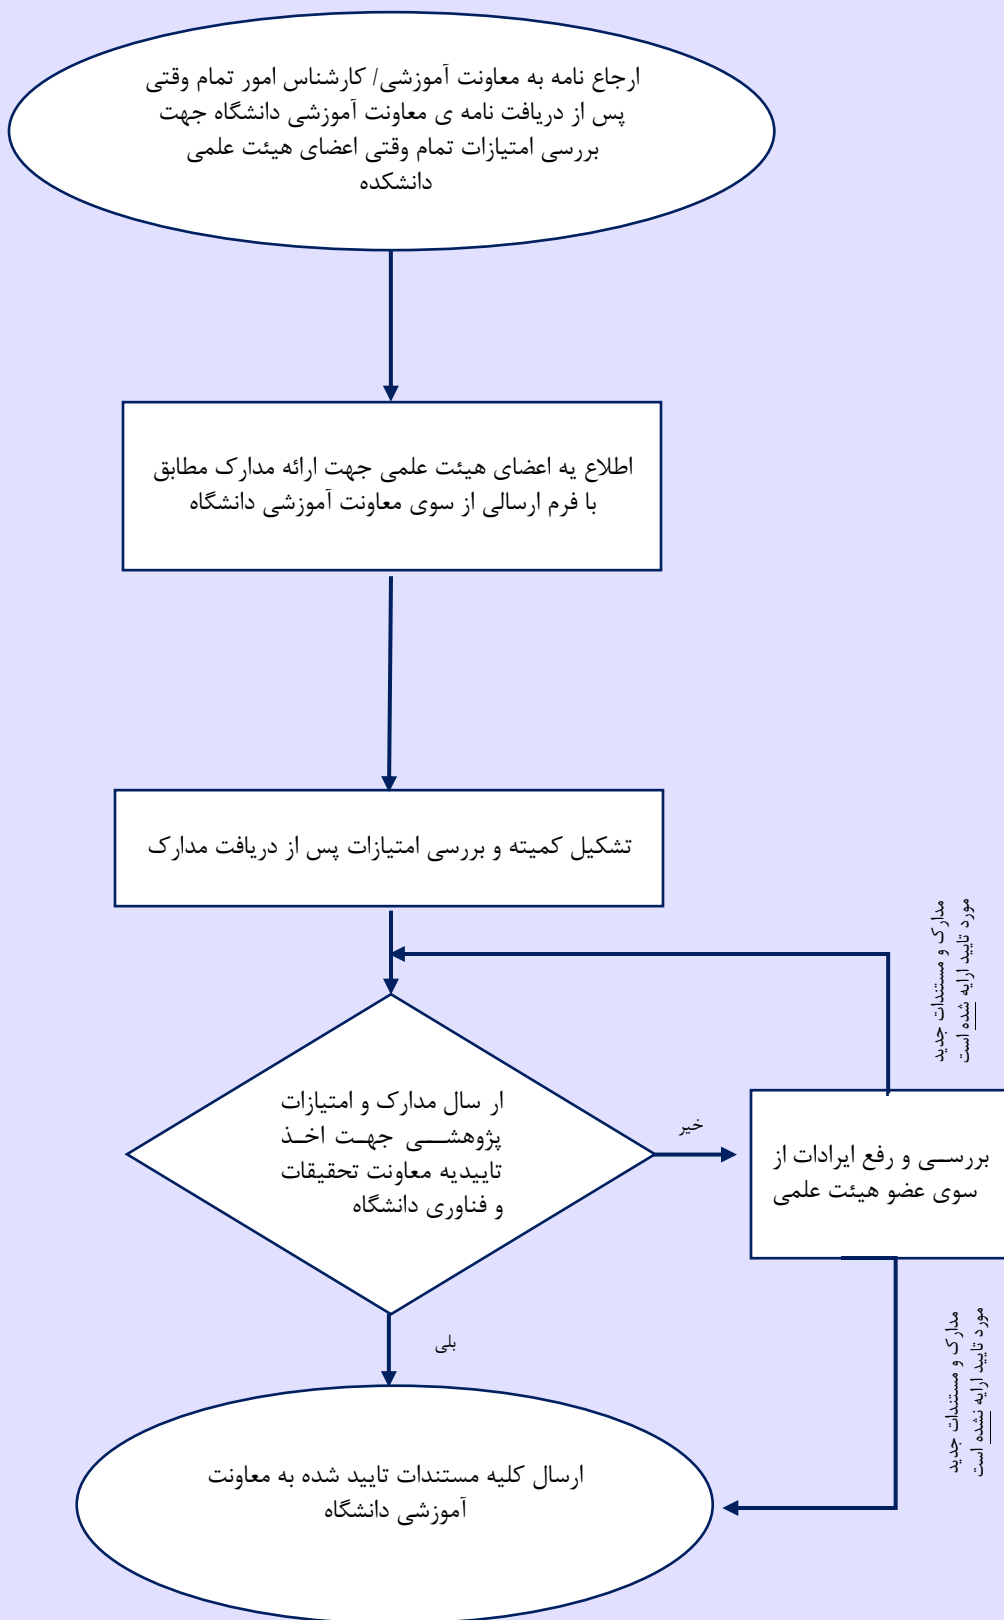 ارجاع نامه به معاونت آموزشی/ کارشناس امور تمام وقتی
پس از دریافت نامه ی معاونت آموزشی دانشگاه جهت
بررسی امتیازات تمام وقتی اعضای هیئت علمی
دانشکده
اطلاع یه اعضای هیئت علمی جهت ارائه مدارک مطابق
با فرم ارسالی از سوی معاونت آموزشی دانشگاه
تشکیل کمیته و بررسی امتیازات پس از دریافت مدارک
مدارک و مستندات جدید
مورد تایید ارایه شده است
ار سال مدارک و امتیازات
پژوهشــی جهـت اخـذ
تاییدیه معاونت تحقیقات
و فناوری دانشگاه
خیر
بررســی و رفع ایرادات از
سوی عضو هیئت علمی
بلی
مدارک و مستندات جدید
مورد تایید ارایه نشده است
ارسال کلیه مستندات تایید شده به معاونت
آموزشی دانشگاه